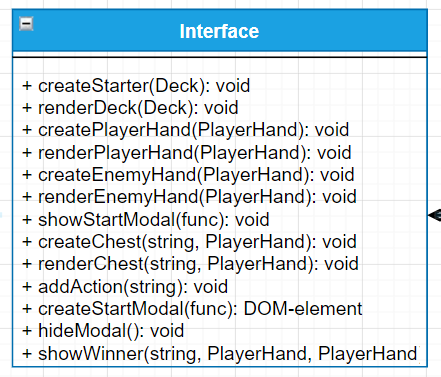 Interface
+ createStarter(Deck): void
+ renderDeck(Deck): void
+ createPlayerHand(PlayerHand): void
+ renderPlayerHand(PlayerHand): void
+ createEnemyHand(PlayerHand): void
+ renderEnemyHand(PlayerHand): void
+ showStartModal(func): void
+ createChest(string, PlayerHand): void
+ renderChest(string, PlayerHand): void
+ addAction(string): void
+ createStartModal(func): DOM-element
+ hideModal(): void
+ showWinner(string, PlayerHand, PlayerHand